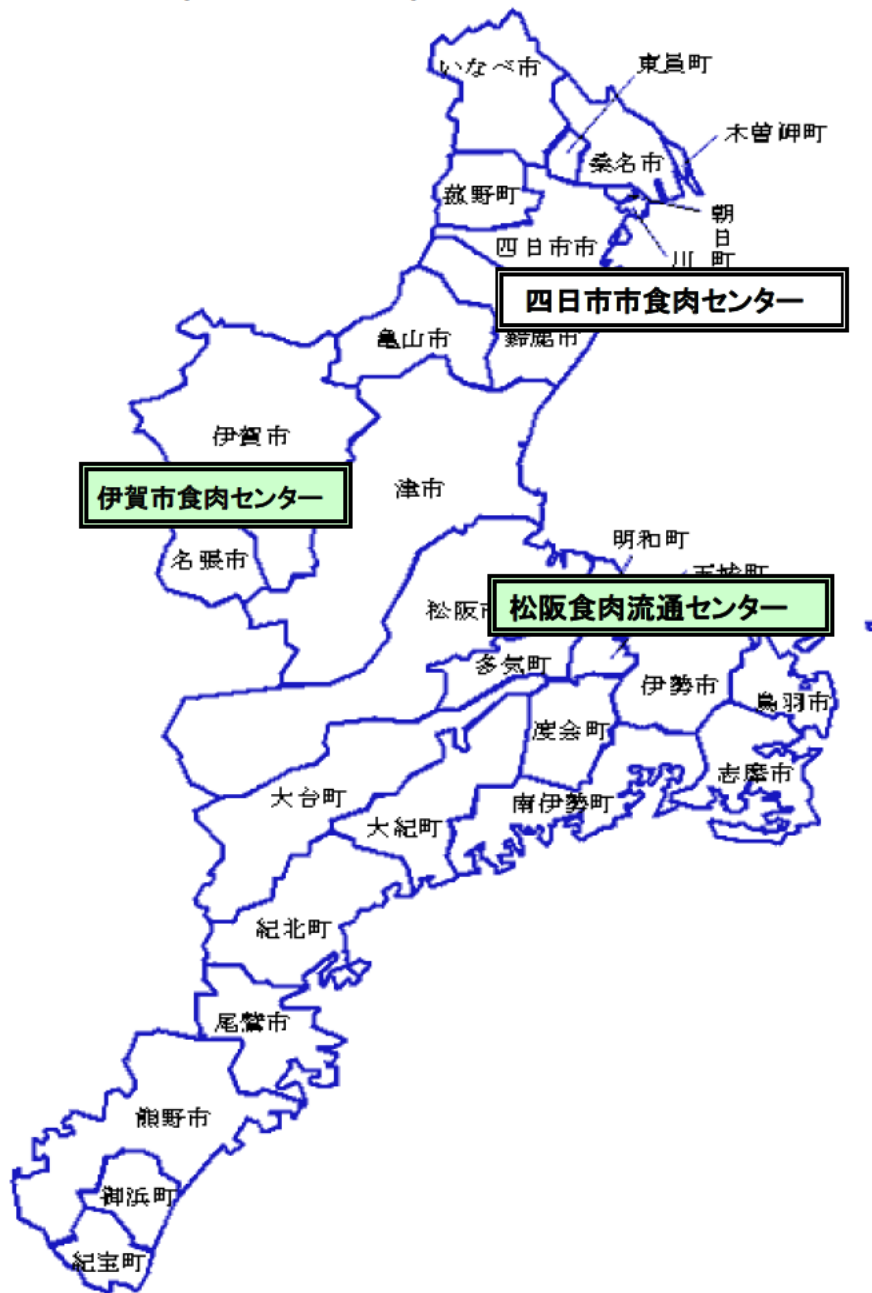 いなべ市
東員町
木曽岬町
桑名市
菰野町
朝日町
四日市市
川 町
四日市市食肉センター
亀山市
鈴鹿市
伊賀市
伊賀市食肉センター
津市
名張市
明和町
松阪市
松阪食肉流通センター
多気町
伊勢市
鳥羽市
度会町
志摩市
大台町
南伊勢町
大紀町
紀北町
尾鷲市
熊野市
御浜町
紀宝町